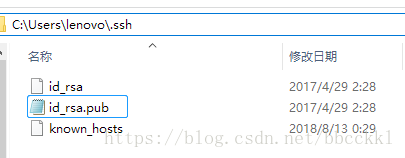 C:\Users\lenovo\.ssh
名称 修改日期
id_rsa 2017/4/29 2:28
id_rsa.pub 2017/4/29 2:28
known_hosts 2018/8/13 0:29
https://blog.csdn.net/bbcckkl